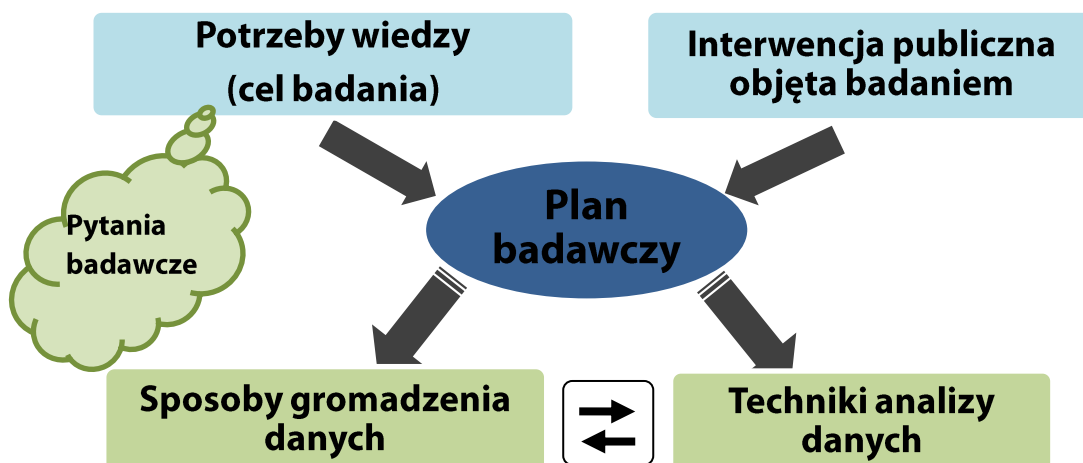 Potrzeby wiedzy
(cel badania)
Interwencja publiczna
objęta badaniem
Pytania
badawcze
Plan
badawczy
Sposoby gromadzenia
danych
Techniki analizy
danych